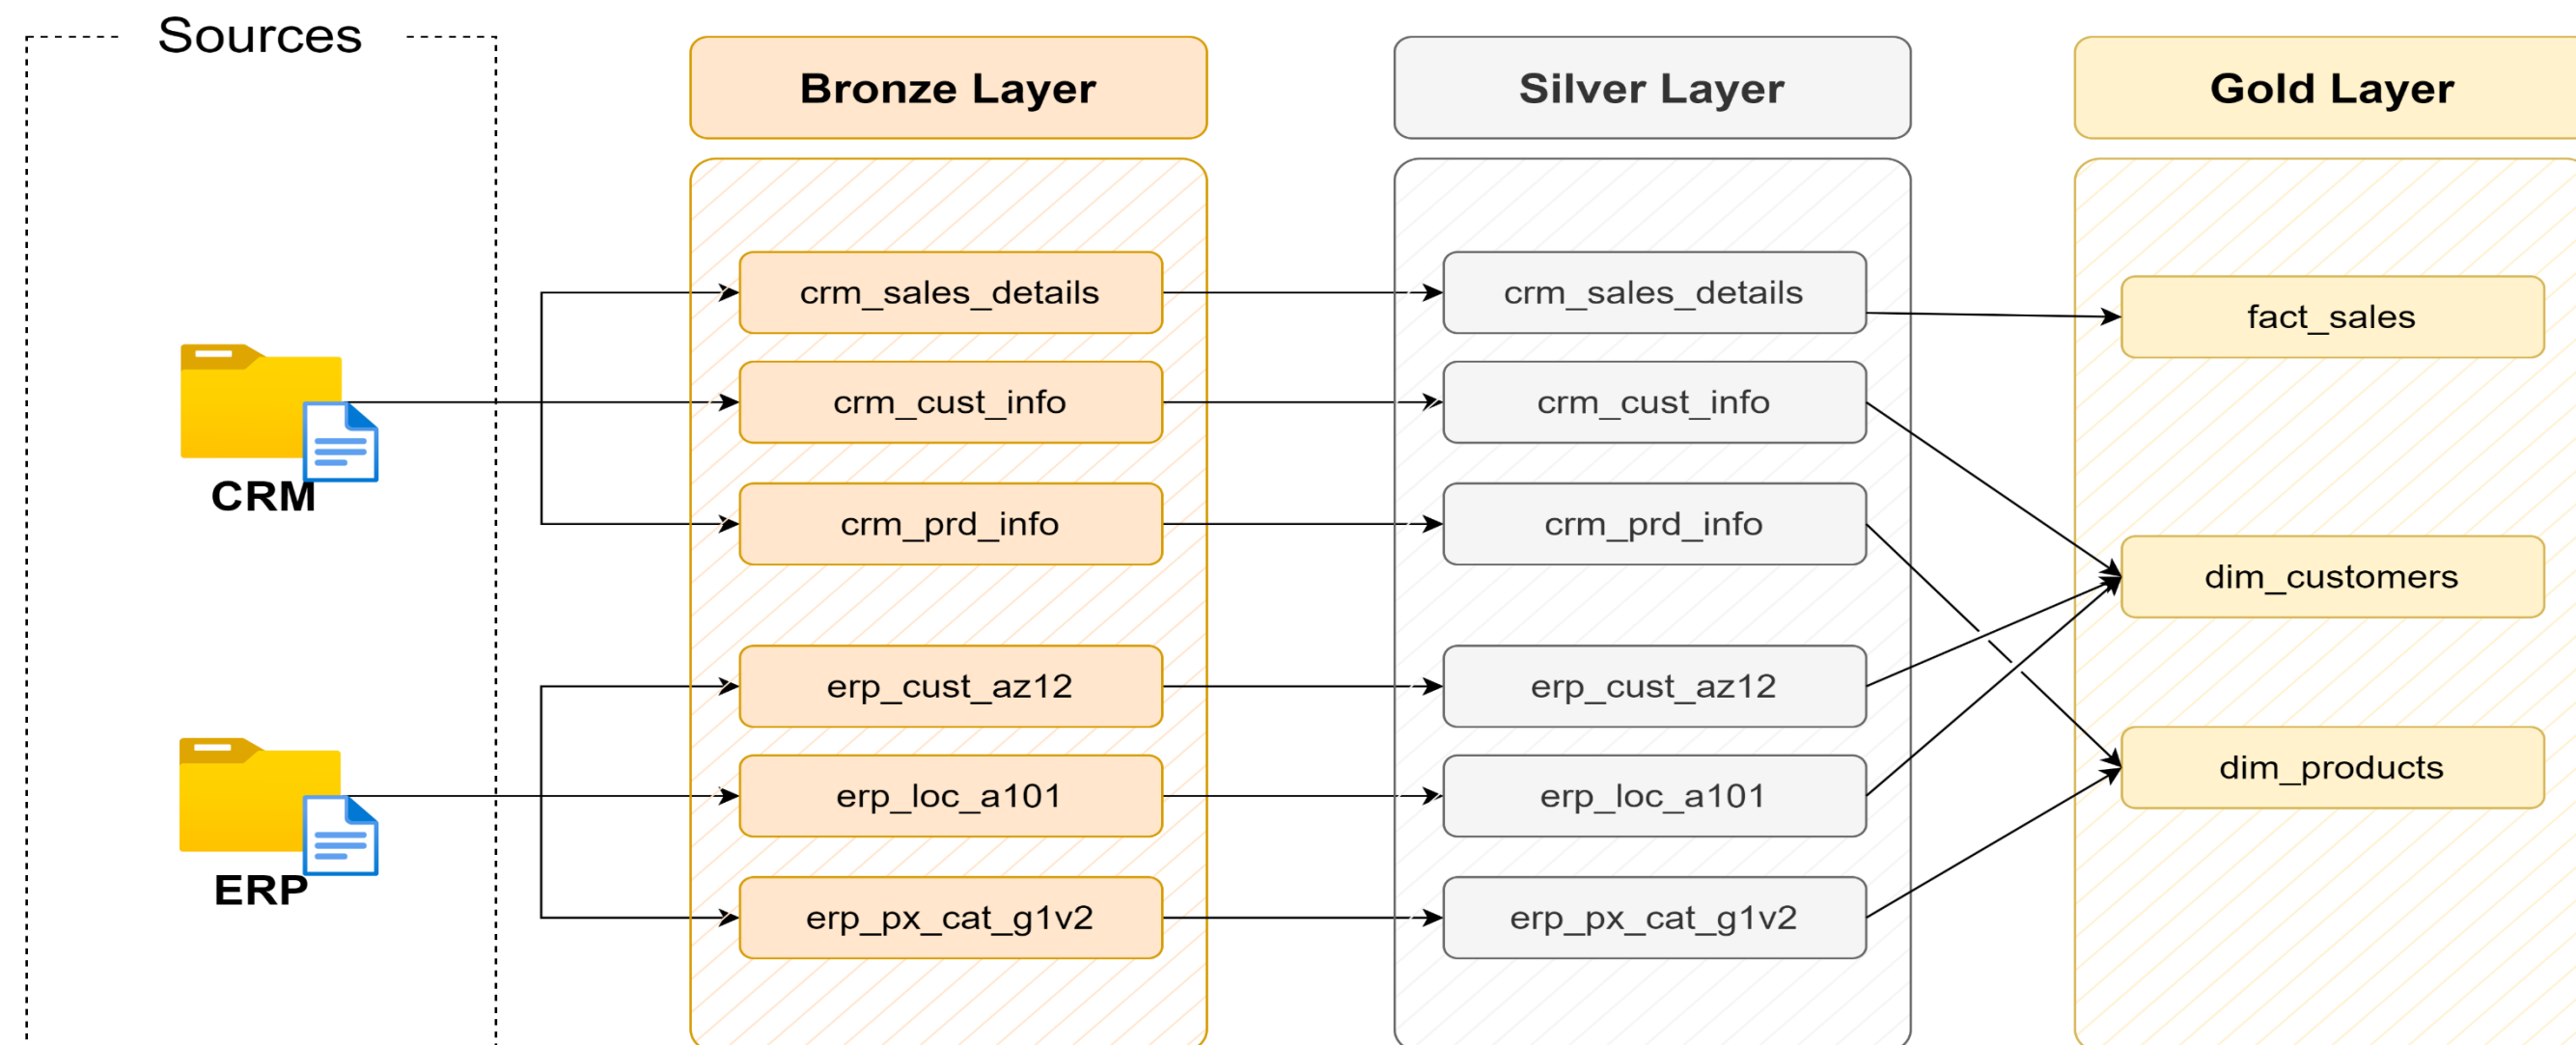 Sources
Bronze Layer
Silver Layer
Gold Layer
crm_sales_details
crm_sales_details
fact_sales
crm_cust_info
crm_cust_info
CRM
crm_prd_info
crm_prd_info
dim_customers
erp_cust_az12
erp_cust_az12
dim_products
erp_loc_a101
erp_loc_a101
ERP
erp_px_cat_g1v2
erp_px_cat_g1v2